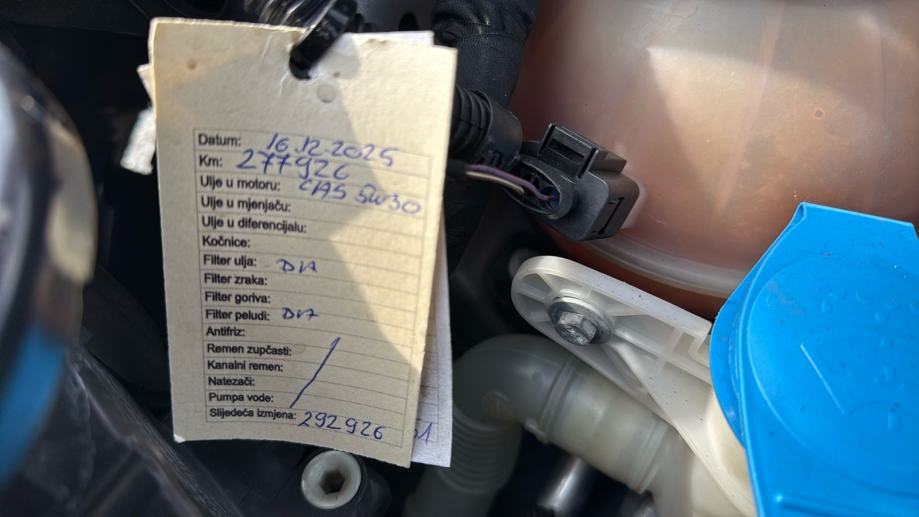 Datum: 16.12.2025
Km: 277926
Ulje u motoru: 5W30
Ulje u mjenjaču:
Ulje u diferencijalu:
Kočnice:
Filter ulja: DA
Filter zraka:
Filter goriva:
Filter peludi: DA
Antifriz:
Remen zupčasti:
Kanalni remen:
Natezači:
Pumpa vode:
Slijedeća izmjena: 292926